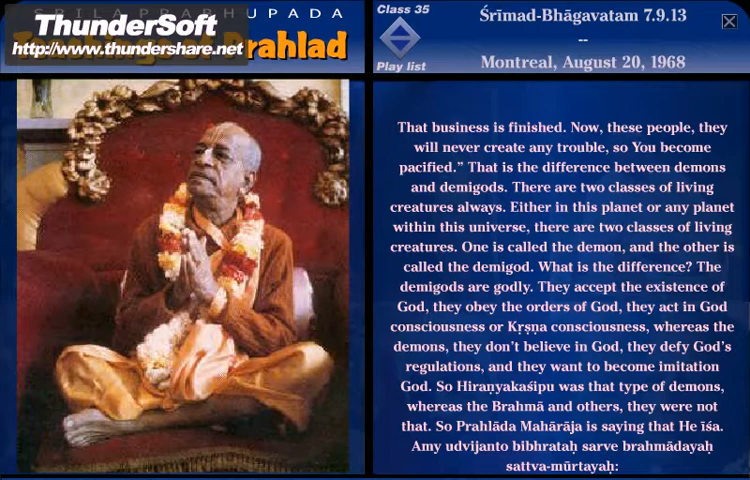 SRILA PRABHUPADA
ThunderSoft
http://www.thundershare.net
Prahlad
Class 35
Play list
Śrīmad-Bhāgavatam 7.9.13
--
Montreal, August 20, 1968
That business is finished. Now, these people, they
will never create any trouble, so You become
pacified.” That is the difference between demons
and demigods. There are two classes of living
creatures always. Either in this planet or any planet
within this universe, there are two classes of living
creatures. One is called the demon, and the other is
called the demigod. What is the difference? The
demigods are godly. They accept the existence of
God, they obey the orders of God, they act in God
consciousness or Kṛṣṇa consciousness, whereas the
demons, they don’t believe in God, they defy God’s
regulations, and they want to become imitation
God. So Hiraṇyakaśipu was that type of demons,
whereas the Brahmā and others, they were not
that. So Prahlāda Mahārāja is saying that He īśa.
Amy udvijanto bibhrataḥ sarve brahmādayaḥ
sattva-mūrtayaḥ: